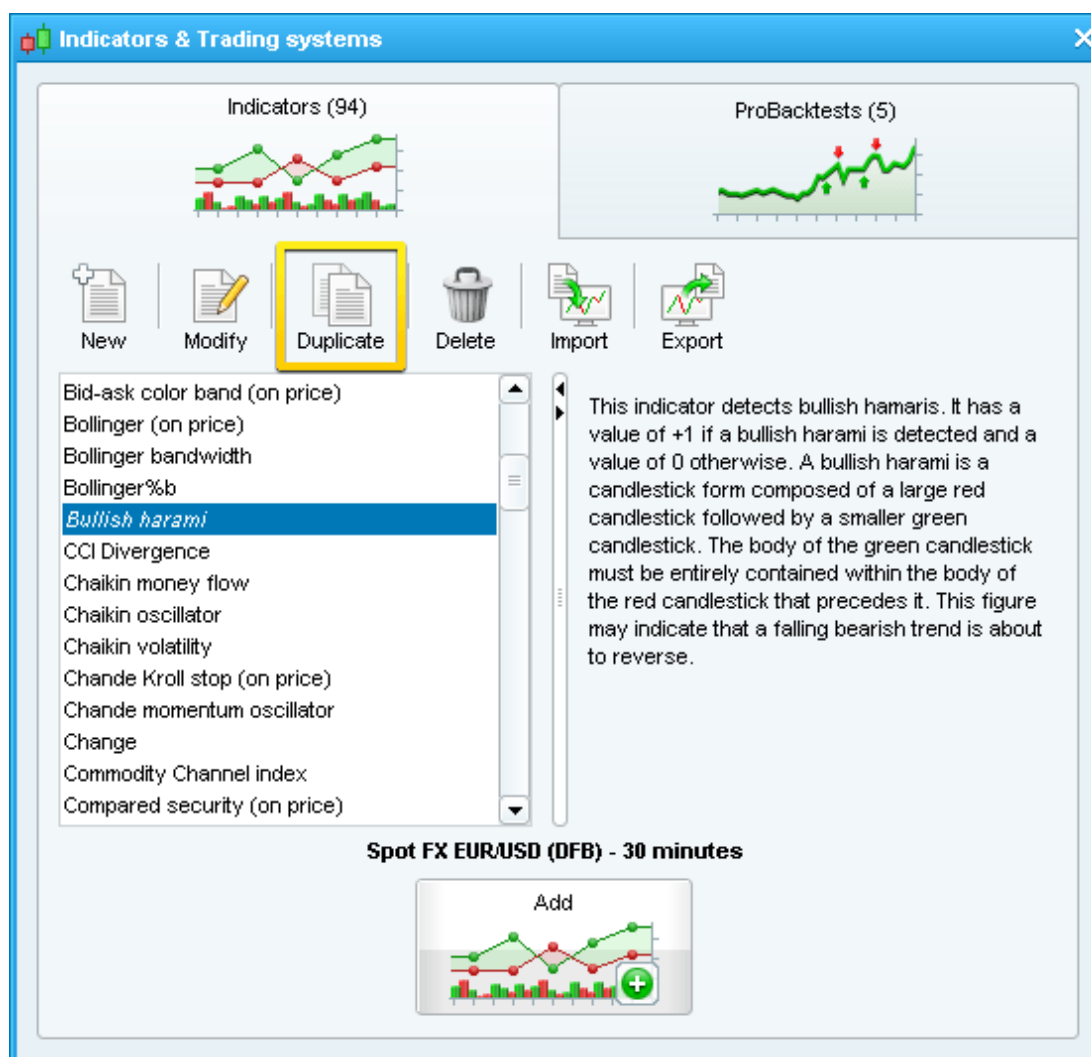 Indicators & Trading systems
Indicators (94)
ProBacktests (5)
New
Modify
Duplicate
Delete
Import
Export
Bid-ask color band (on price)
Bollinger (on price)
Bollinger bandwidth
Bollinger%b
Bullish harami
CCI Divergence
Chaikin money flow
Chaikin oscillator
Chaikin volatility
Chande Kroll stop (on price)
Chande momentum oscillator
Change
Commodity Channel index
Compared security (on price)
This indicator detects bullish hamaris. It has a
value of +1 if a bullish harami is detected and a
value of 0 otherwise. A bullish harami is a
candlestick form composed of a large red
candlestick followed by a smaller green
candlestick. The body of the green candlestick
must be entirely contained within the body of
the red candlestick that precedes it. This figure
may indicate that a falling bearish trend is about
to reverse.
Spot FX EUR/USD (DFB) - 30 minutes
Add